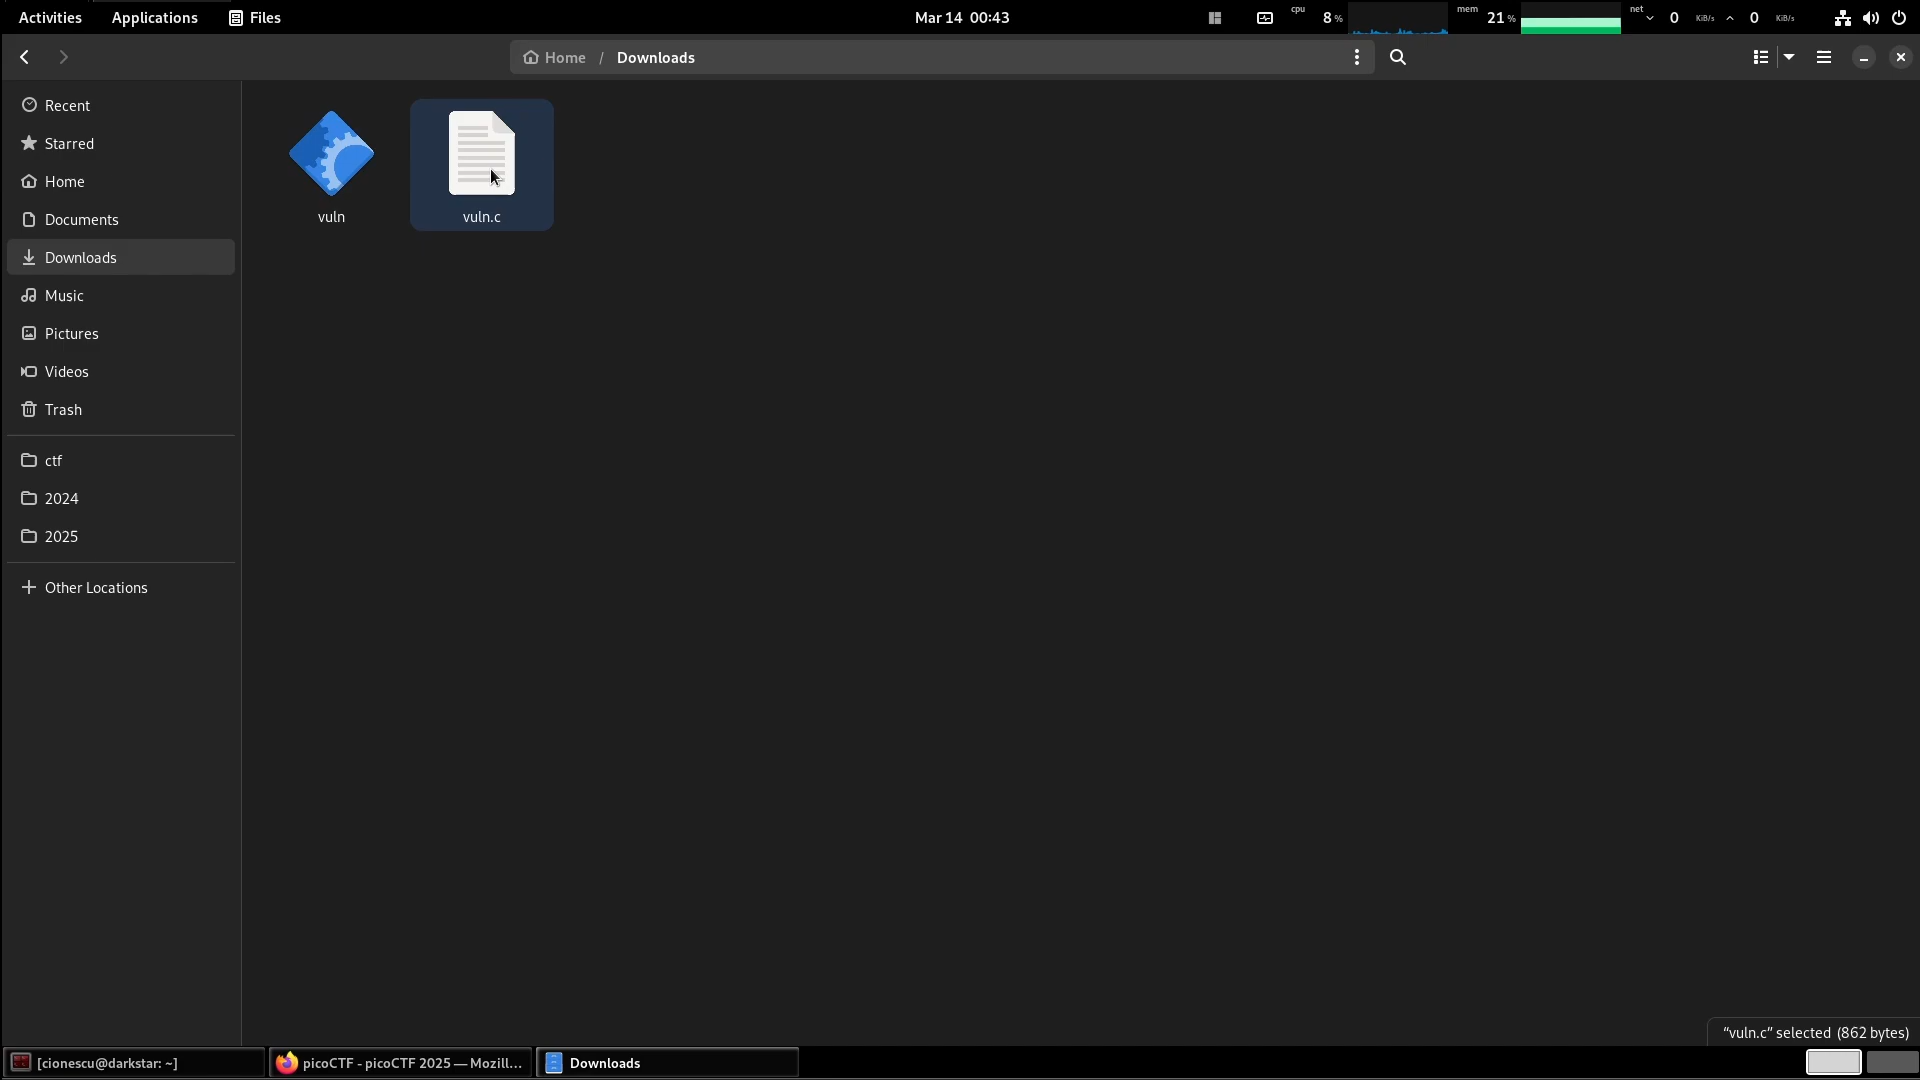 Activities Applications Files Mar 14 00:43 cpu 8 % mem 21 % net 0 KiB/s 0 KiB/s
Home / Downloads
Recent
Starred
Home
Documents
Downloads
Music
Pictures
Videos
Trash
ctf
2024
2025
Other Locations
vuln vuln.c
“vuln.c” selected (862 bytes)
[cionescu@darkstar: ~] picoCTF - picoCTF 2025 — Mozill... Downloads